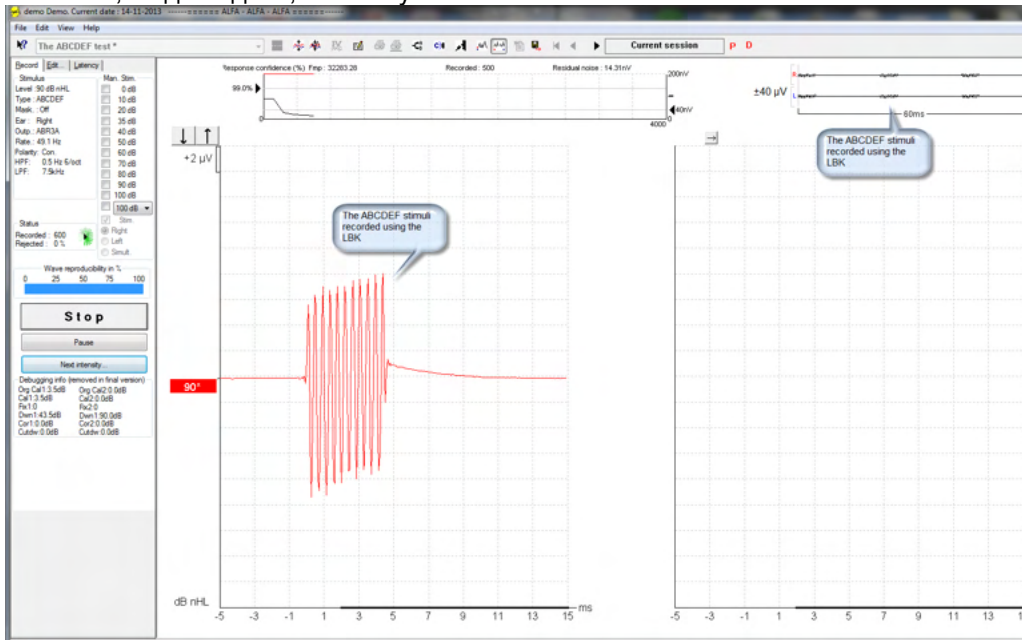 demo Demo. Current date : 14-11-2013 ------====== ALFA - ALFA - ALFA ======------
File Edit View Help
The ABCDEF test *
Current session P D
Record Edit... Latency
Stimulus
Level :90 dB nHL
Type : ABCDEF
Mask. : Off
Ear : Right
Outp.: ABR3A
Rate.: 49.1 Hz
Polarity: Con.
HPF: 0.5 Hz 6/oct
LPF: 7.5kHz
Man. Stim.
0 dB
10 dB
20 dB
35 dB
40 dB
50 dB
60 dB
70 dB
80 dB
90 dB
100 dB
100 dB
Stim.
Right
Left
Simult.
Status
Recorded : 600
Rejected : 0 %
Wave reproducibility in %
0 25 50 75 100
Stop
Pause
Next intensity...
Debugging info (removed in final version)
Org Cal1:3.5dB Org Cal2:0.0dB
Cal1:3.5dB Cal2:0.0dB
Fix1:0 Fix2:0
Dwn1:43.5dB Dwn1:90.0dB
Cor1:0.0dB Cor2:0.0dB
Cutdw:0.0dB Cutdw:0.0dB
Response confidence (%) Fmp : 32283.28 Recorded : 500 Residual noise : 14.31nV
99.0%
200nV
40nV
0
0
4000
±40 µV
R
L
60ms
+2 µV
The ABCDEF stimuli
recorded using the
LBK
The ABCDEF stimuli
recorded using the
LBK
90*
dB nHL
-5 -3 -1 1 3 5 7 9 11 13 15 ms
-5 -3 -1 1 3 5 7 9 11 13